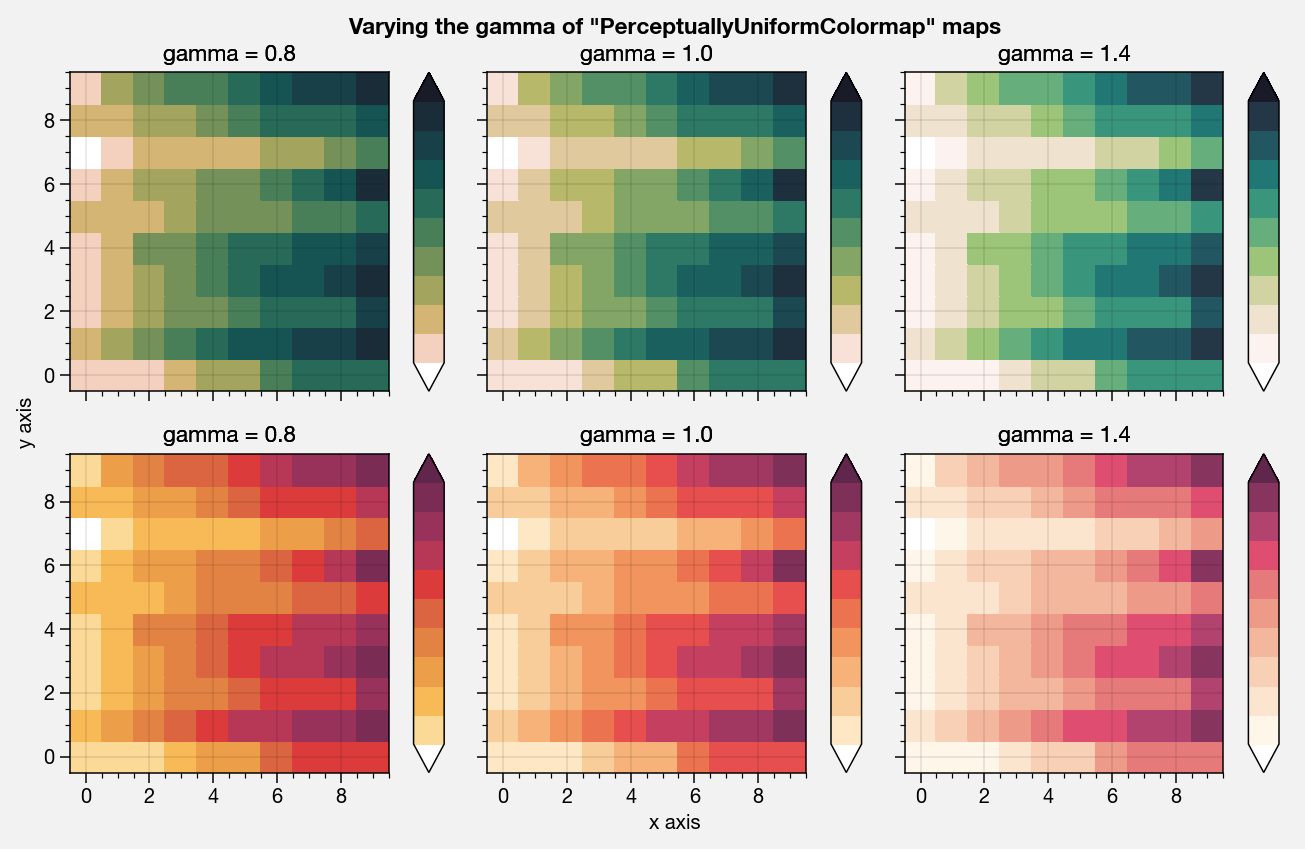 Varying the gamma of "PerceptuallyUniformColormap" maps
gamma = 0.8
gamma = 1.0
gamma = 1.4
8
6
4
2
0
y axis
gamma = 0.8
gamma = 1.0
gamma = 1.4
8
6
4
2
0
0 2 4 6 8
0 2 4 6 8
0 2 4 6 8
x axis